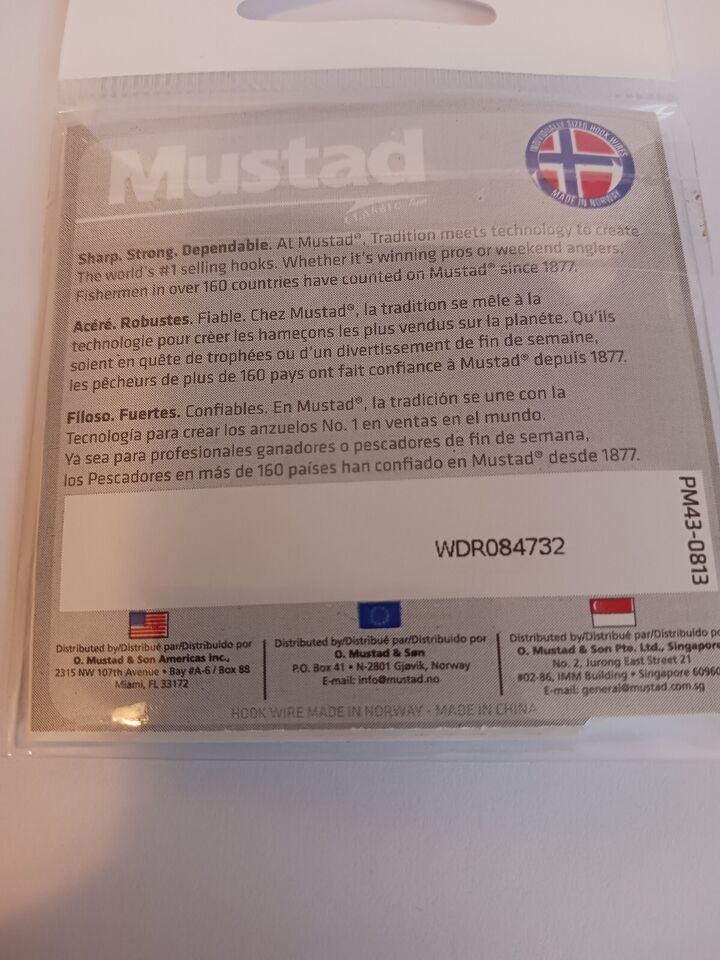 Mustad
CLASSIC line
INDIVIDUALLY SIZED HOOK WIRES
MADE IN NORWAY
Sharp. Strong. Dependable. At Mustad®, Tradition meets technology to create
The world's #1 selling hooks. Whether it's winning pros or weekend anglers,
Fishermen in over 160 countries have counted on Mustad® since 1877.
Acéré. Robustes. Fiable. Chez Mustad®, la tradition se mêle à la
technologie pour crèer les hameçons les plus vendus sur la planéte. Qu'ils
soient en quête de trophées ou d'un divertissement de fin de semaine,
les pêcheurs de plus de 160 pays ont fait confiance à Mustad® depuis 1877.
Filoso. Fuertes. Confiables. En Mustad®, la tradición se une con la
Tecnología para crear los anzuelos No. 1 en ventas en el mundo.
Ya sea para profesionales ganadores o pescadores de fin de semana,
los Pescadores en más de 160 países han confiado en Mustad® desde 1877.
WDR084732
PM43-0813
Distributed by/Distribué par/Distribuido por
O. Mustad & Son Americas Inc.,
2315 NW 107th Avenue • Bay #A-6 / Box 88
Miami, FL 33172
Distributed by/Distribué par/Distribuido por
O. Mustad & Søn
P.O. Box 41 • N-2801 Gjøvik, Norway
E-mail: info@mustad.no
Distributed by/Distribué par/Distribuido po
O. Mustad & Son Pte. Ltd., Singapore
No. 2, Jurong East Street 21
#02-86, IMM Building • Singapore 60960
E-mail: general@mustad.com.sg
HOOK WIRE MADE IN NORWAY - MADE IN CHINA